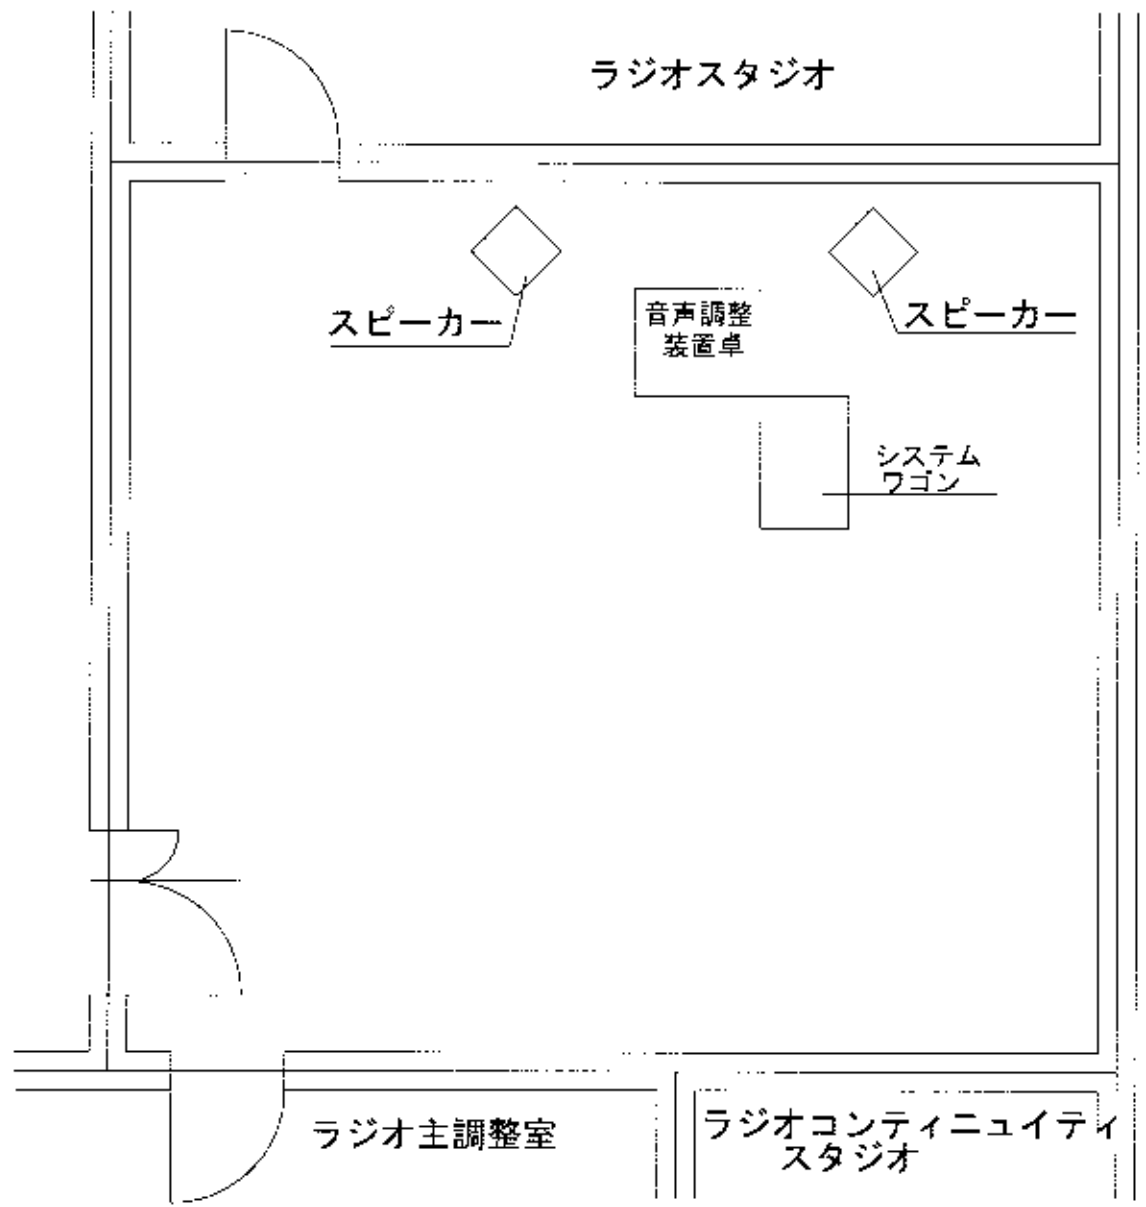 ラジオスタジオ
スピーカー
音声調整
装置卓
スピーカー
システム
ワゴン
ラジオ主調整室
ラジオコンティニュイティ
スタジオ